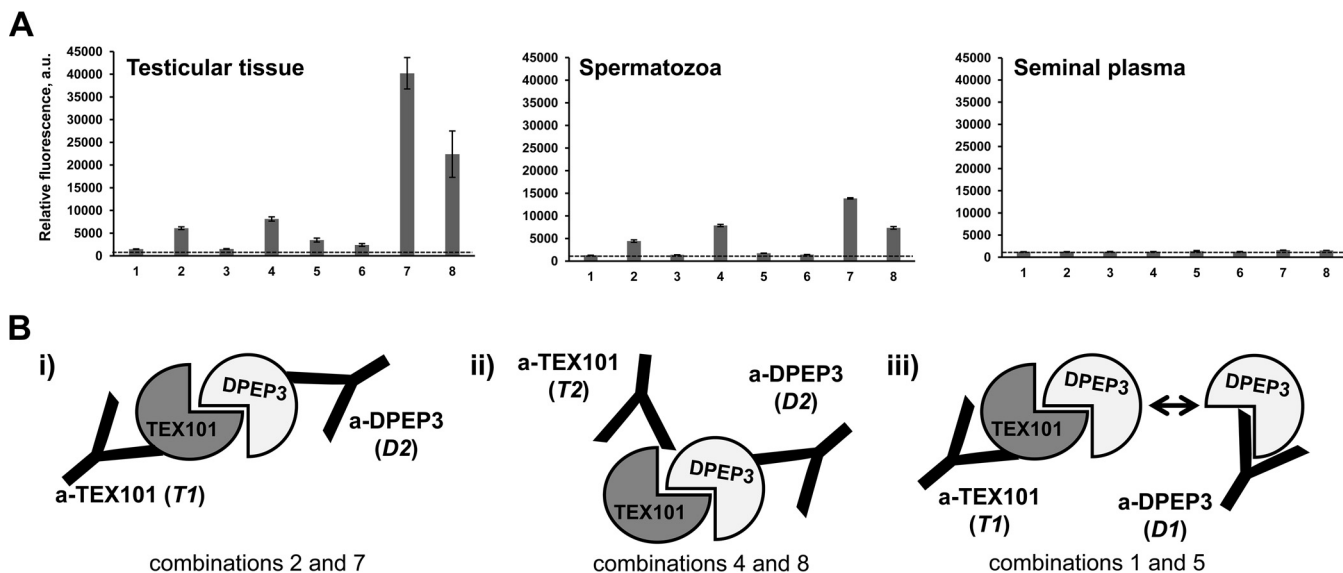 A
Relative fluorescence, a.u.
Testicular tissue
45000
40000
35000
30000
25000
20000
15000
10000
5000
0
1 2 3 4 5 6 7 8
Spermatozoa
45000
40000
35000
30000
25000
20000
15000
10000
5000
0
1 2 3 4 5 6 7 8
Seminal plasma
45000
40000
35000
30000
25000
20000
15000
10000
5000
0
1 2 3 4 5 6 7 8
B
i)
DPEP3
TEX101
a-DPEP3
(D2)
a-TEX101 (T1)
combinations 2 and 7
ii)
a-TEX101
(T2)
a-DPEP3
(D2)
DPEP3
TEX101
combinations 4 and 8
iii)
DPEP3
TEX101
DPEP3
a-TEX101
(T1)
a-DPEP3
(D1)
combinations 1 and 5